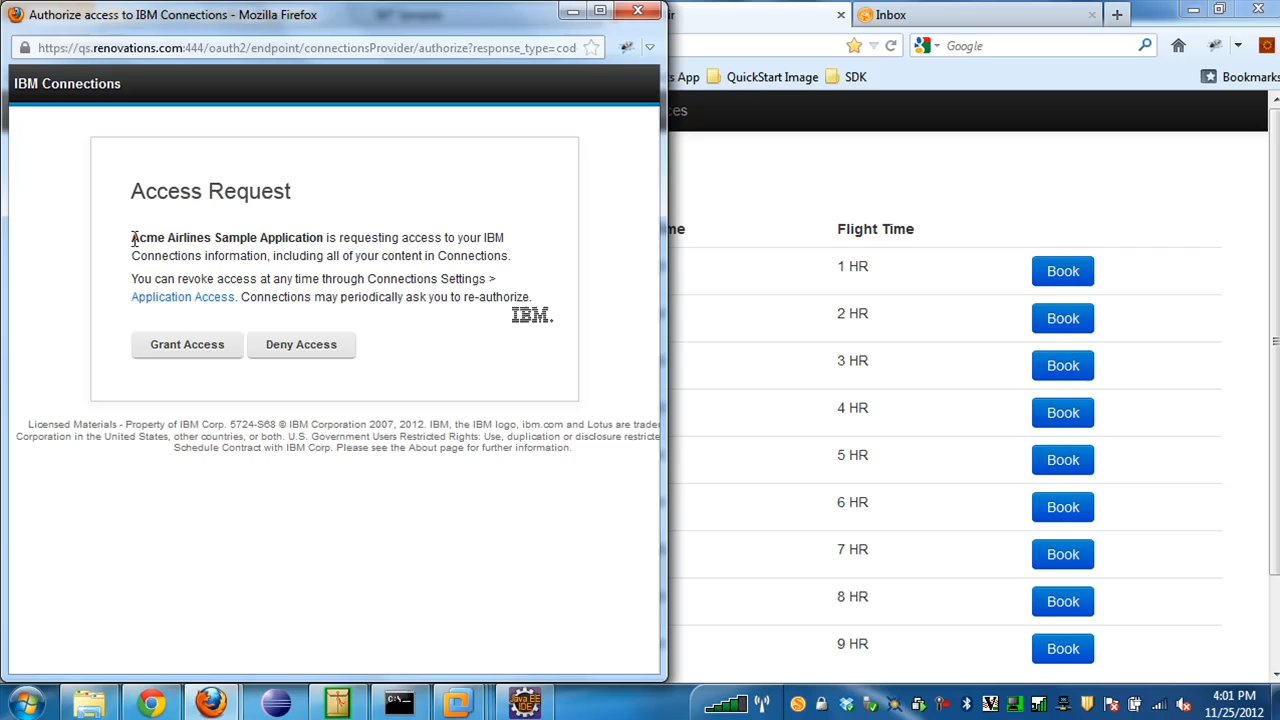 Authorize access to IBM Connections - Mozilla Firefox
Inbox
https://qs.renovations.com:444/oauth2/endpoint/connectionsProvider/authorize?response_type=cod
Google
s App
QuickStart Image
SDK
Bookmarks
IBM Connections
ces
Access Request
Acme Airlines Sample Application is requesting access to your IBM
Connections information, including all of your content in Connections.
You can revoke access at any time through Connections Settings >
Application Access. Connections may periodically ask you to re-authorize.
IBM.
Grant Access
Deny Access
Licensed Materials - Property of IBM Corp. 5724-S68 © IBM Corporation 2007, 2012. IBM, the IBM logo, ibm.com and Lotus are trade
Corporation in the United States, other countries, or both. U.S. Government Users Restricted Rights: Use, duplication or disclosure restricte
Schedule Contract with IBM Corp. Please see the About page for further information.
me
Flight Time
1 HR
Book
2 HR
Book
3 HR
Book
4 HR
Book
5 HR
Book
6 HR
Book
7 HR
Book
8 HR
Book
9 HR
Book
Java EE
IDE
4:01 PM
11/25/2012